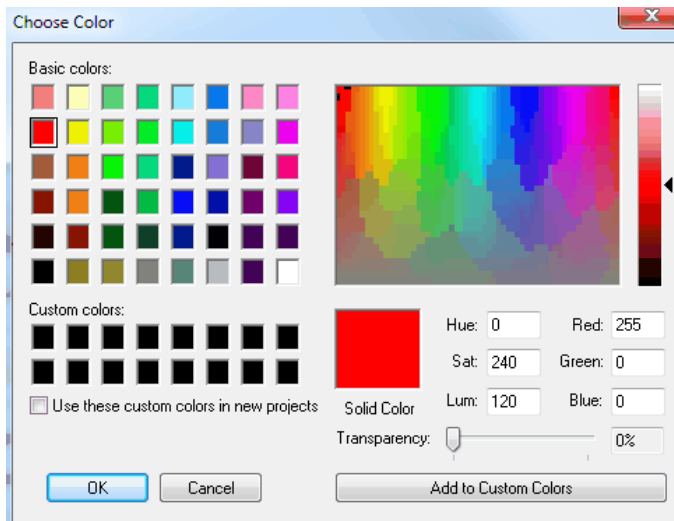 Choose Color
Basic colors:
Custom colors:
Use these custom colors in new projects
OK
Cancel
Solid Color
Hue: 0
Red: 255
Sat: 240
Green: 0
Lum: 120
Blue: 0
Transparency:
0%
Add to Custom Colors